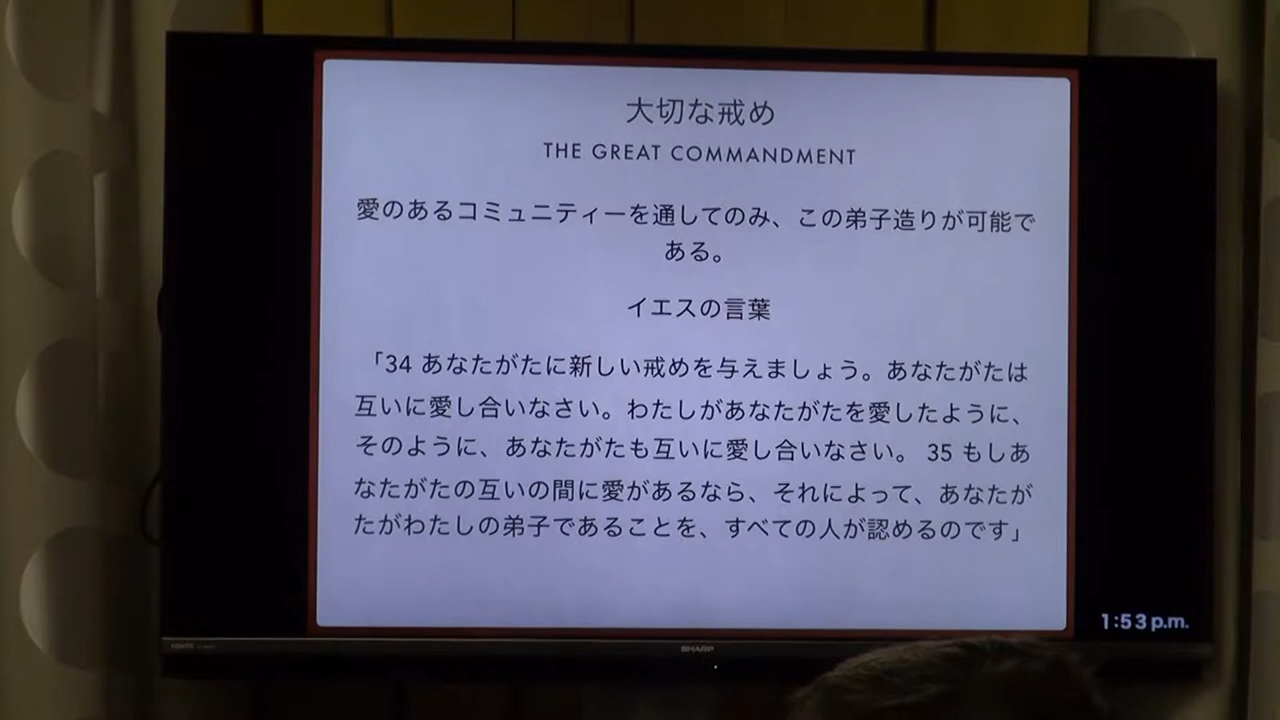 大切な戒め
THE GREAT COMMANDMENT
愛のあるコミュニティーを通してのみ、この弟子造りが可能で
ある。
イエスの言葉
「34 あなたがたに新しい戒めを与えましょう。あなたがたは
互いに愛し合いなさい。わたしがあなたがたを愛したように、
そのように、あなたがたも互いに愛し合いなさい。 35 もしあ
なたがたの互いの間に愛があるなら、それによって、あなたが
たがわたしの弟子であることを、すべての人が認めるのです」
1:53 p.m.
SHARP